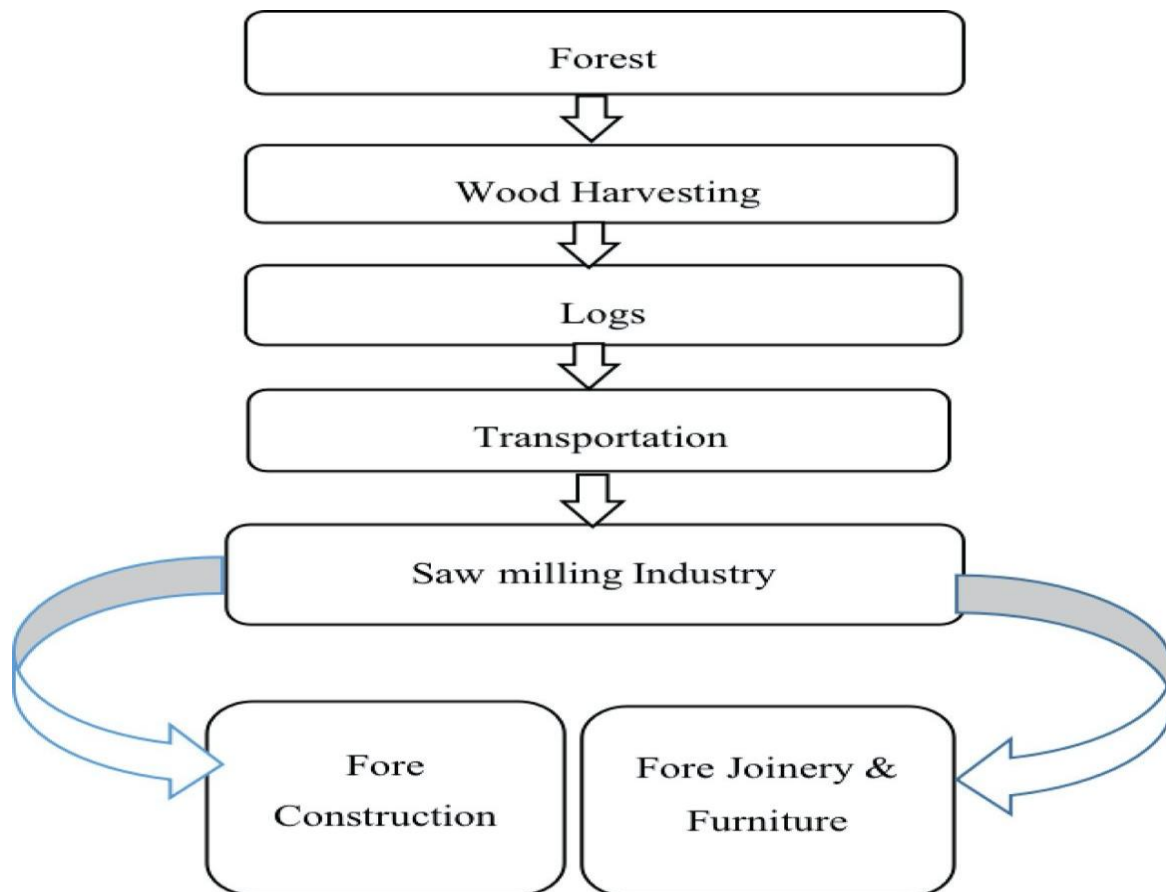 Forest
Wood Harvesting
Logs
Transportation
Saw milling Industry
Fore
Construction
Fore Joinery &
Furniture